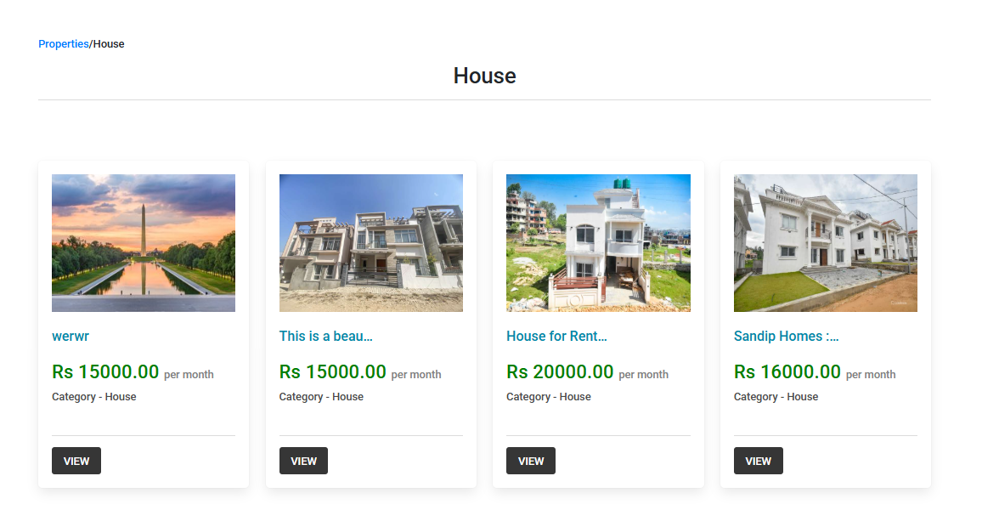 Properties/House
House
werwr
Rs 15000.00 per month
Category - House
VIEW
This is a beau...
Rs 15000.00 per month
Category - House
VIEW
House for Rent...
Rs 20000.00 per month
Category - House
VIEW
Sandip Homes :...
Rs 16000.00 per month
Category - House
VIEW